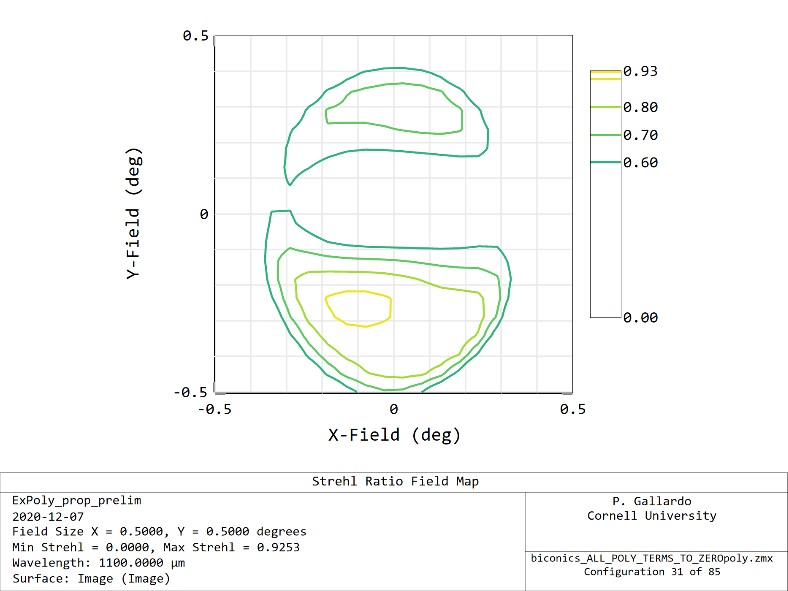 0.5
0
-0.5
Y-Field (deg)
-0.5
0
0.5
X-Field (deg)
0.93
0.80
0.70
0.60
0.00
Strehl Ratio Field Map
ExPoly_prop_prelim
2020-12-07
Field Size X = 0.5000, Y = 0.5000 degrees
Min Strehl = 0.0000, Max Strehl = 0.9253
Wavelength: 1100.0000 µm
Surface: Image (Image)
P. Gallardo
Cornell University
biconics_ALL_POLY_TERMS_TO_ZEROpoly.zmx
Configuration 31 of 85